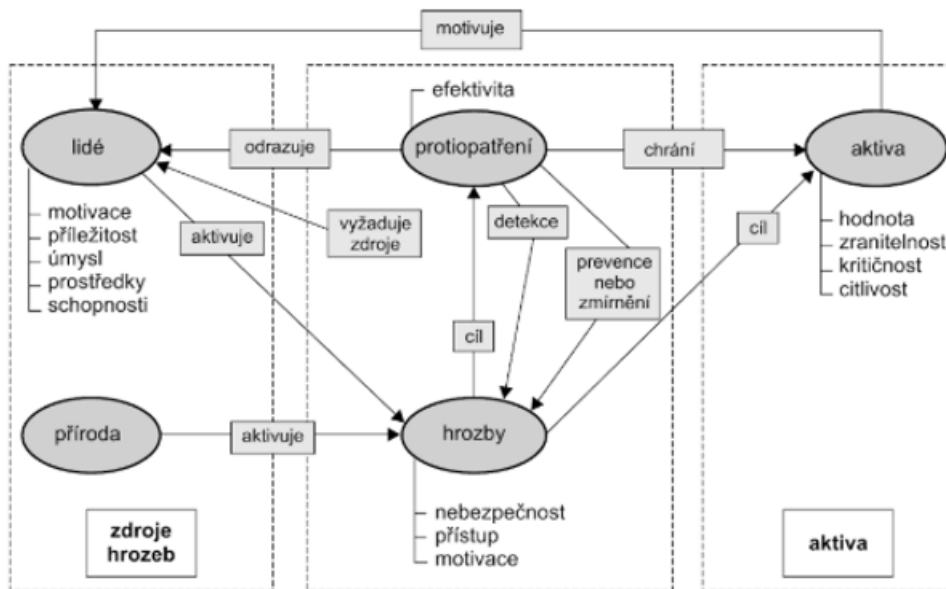 motivuje
efektivita
lidé
odrazuje
protiopatření
chrání
aktiva
motivace
příležitost
úmysl
prostředky
schopnosti
aktivuje
vyžaduje
zdroje
detekce
prevence
nebo
zmírnění
cíl
cíl
hodnota
zranitelnost
kritičnost
citlivost
příroda
aktivuje
hrozby
nebezpečnost
přístup
motivace
zdroje
hrozeb
aktiva